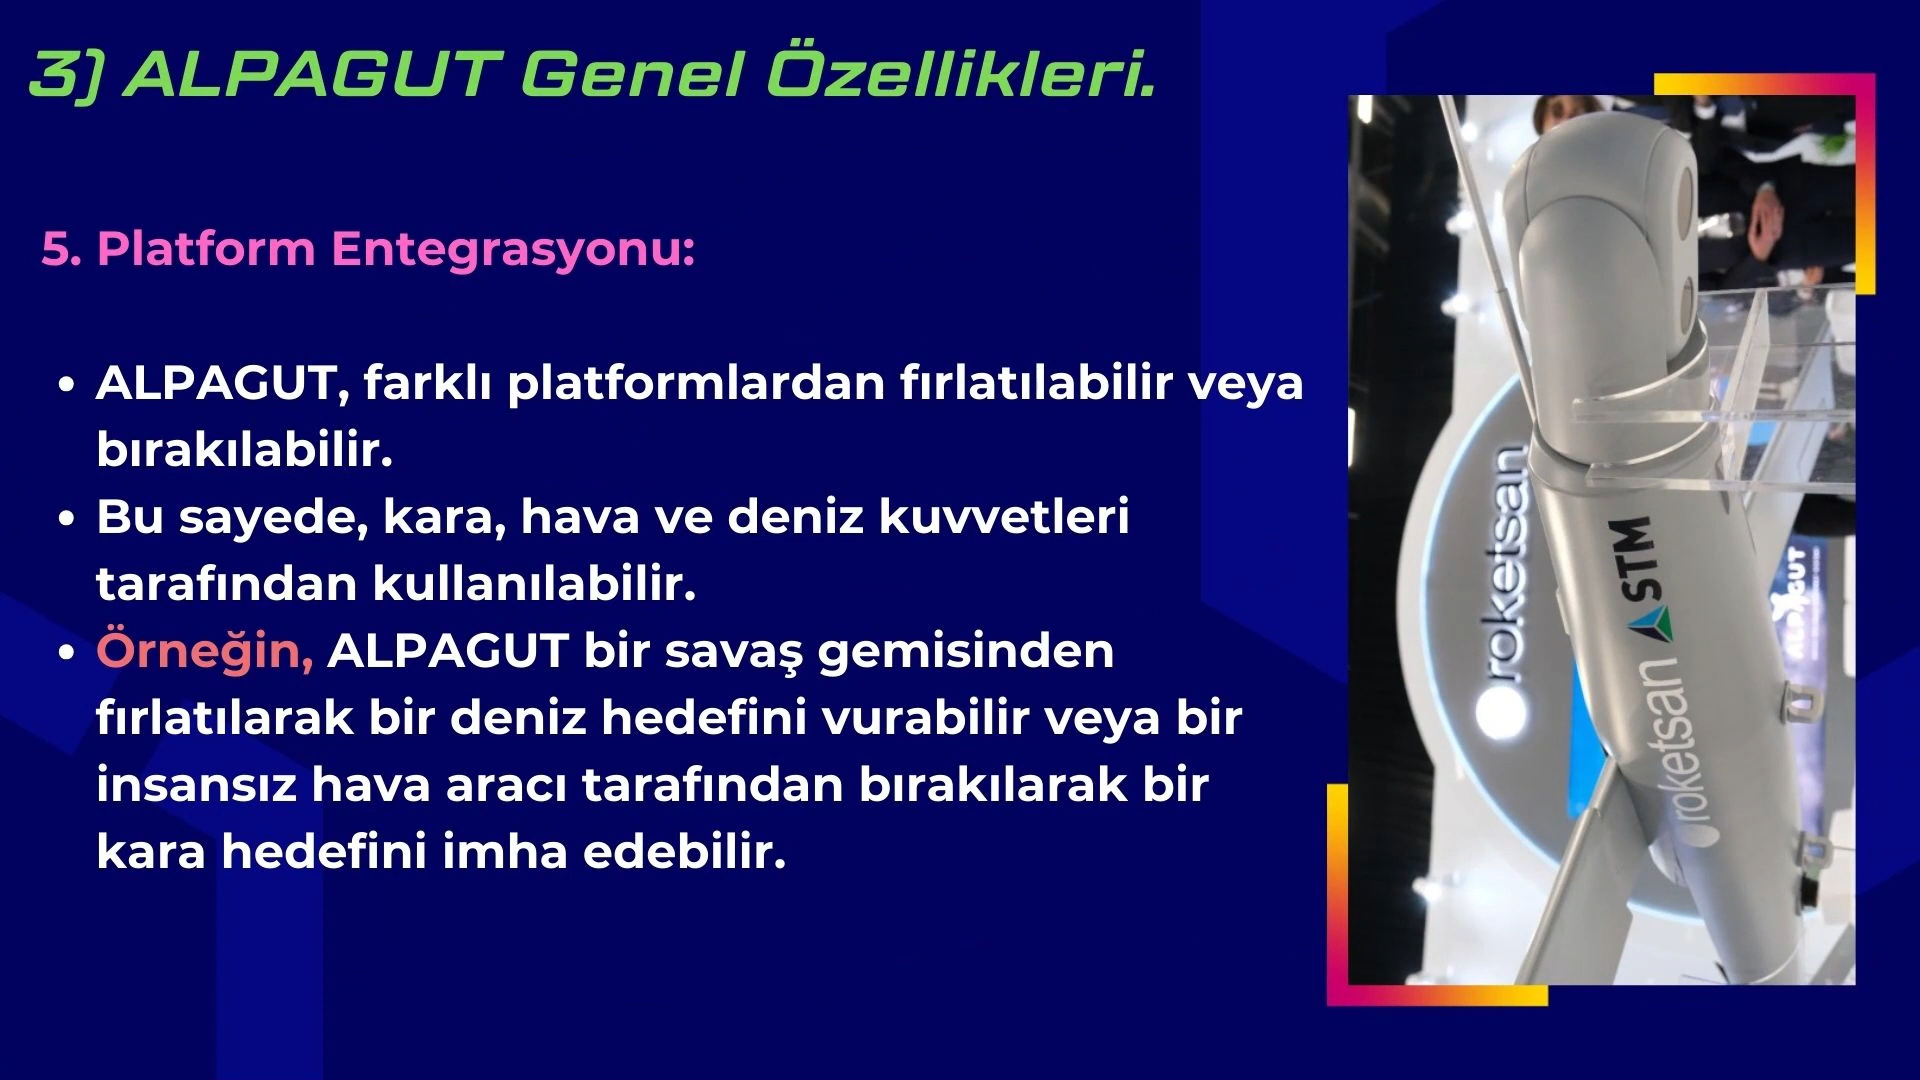 3) ALPAGUT Genel Özellikleri.
5. Platform Entegrasyonu:
• ALPAGUT, farklı platformlardan fırlatılabilir veya
bırakılabilir.
• Bu sayede, kara, hava ve deniz kuvvetleri
tarafından kullanılabilir.
• Örneğin, ALPAGUT bir savaş gemisinden
fırlatılarak bir deniz hedefini vurabilir veya bir
insansız hava aracı tarafından bırakılarak bir
kara hedefini imha edebilir.
roketsan
roketsan STM
ALPAGUT